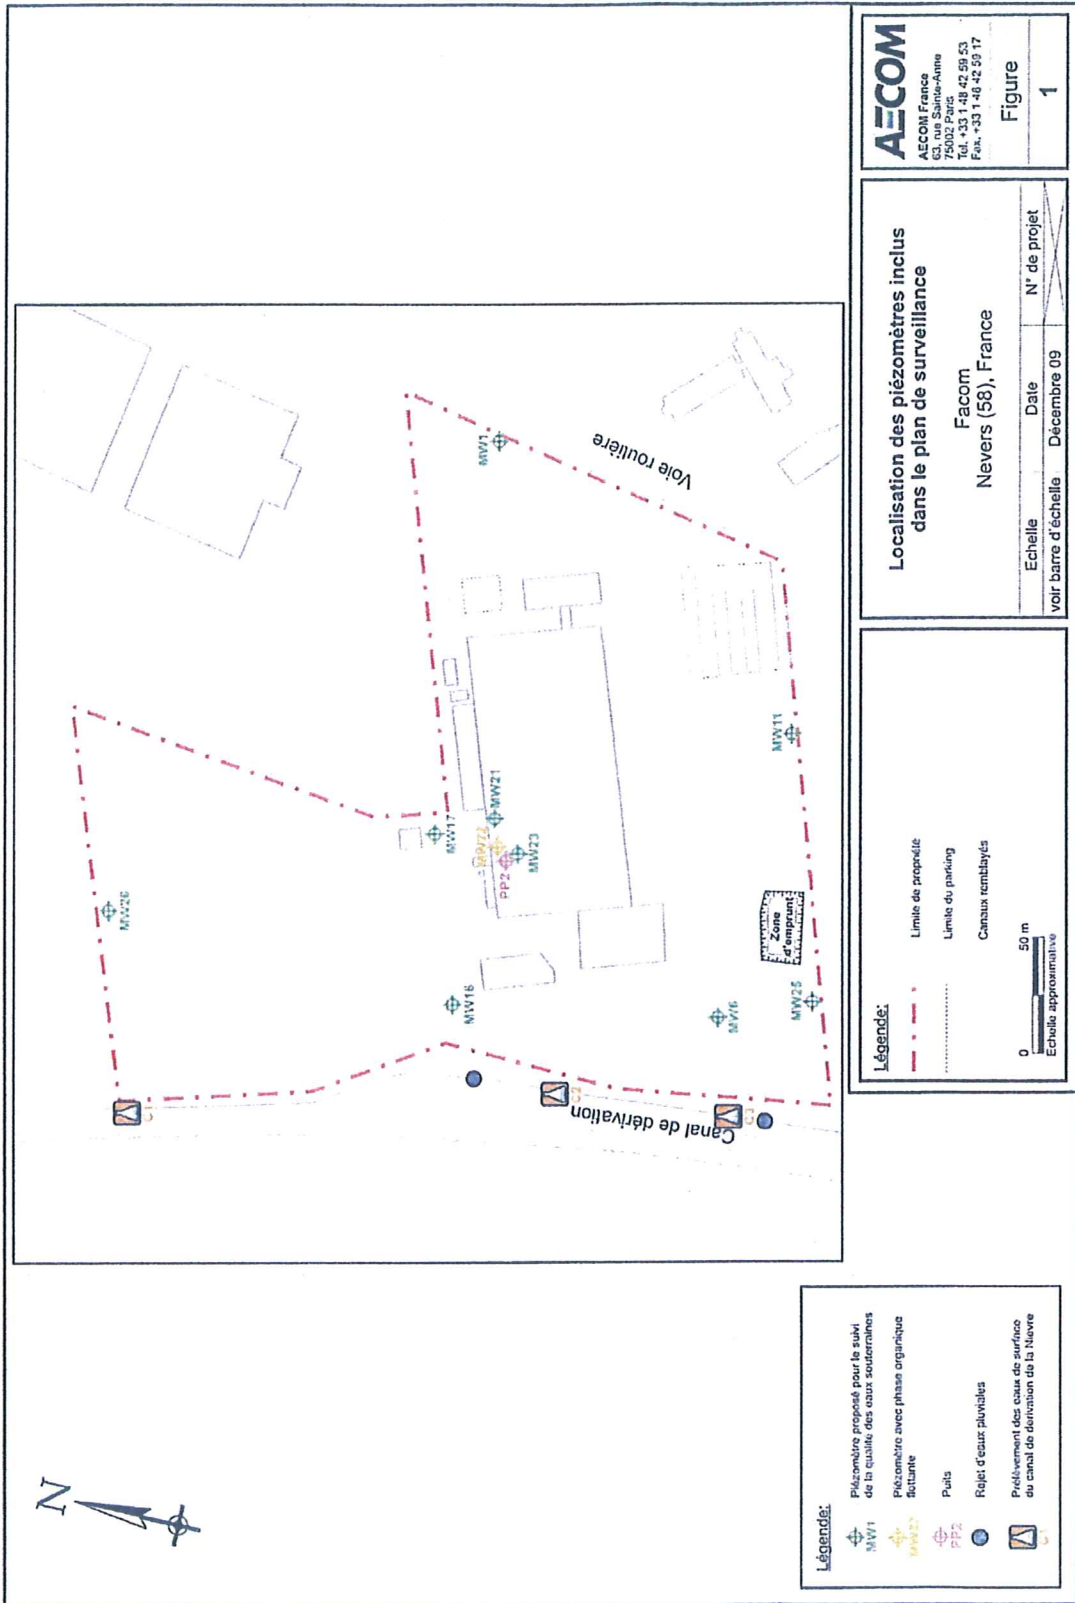 N
Légende:
MW1
Piézomètre proposé pour le suivi
de la qualité des eaux souterraines
MW22
Piézomètre avec phase organique
flottante
PP2
Puits
Rejet d'eaux pluviales
C1
Prélèvement des eaux de surface
du canal de dérivation de la Nièvre
C1
MW26
MW16
MW17
MW22
MW21
PP2
MW23
MW1
Voie routière
C2
Canal de dérivation
C3
MW6
Zone
d'emprunt
MW25
MW11
Légende:
Limite de propriété
Limite du parking
Canaux remblayés
0
50 m
Echelle approximative
Localisation des piézomètres inclus
dans le plan de surveillance
Facom
Nevers (58), France
Echelle
Date
N° de projet
voir barre d'échelle
Décembre 09
AECOM
AECOM France
63, rue Sainte-Anne
75002 Paris
Tél. +33 1 48 42 59 53
Fax. +33 1 48 42 59 17
Figure
1